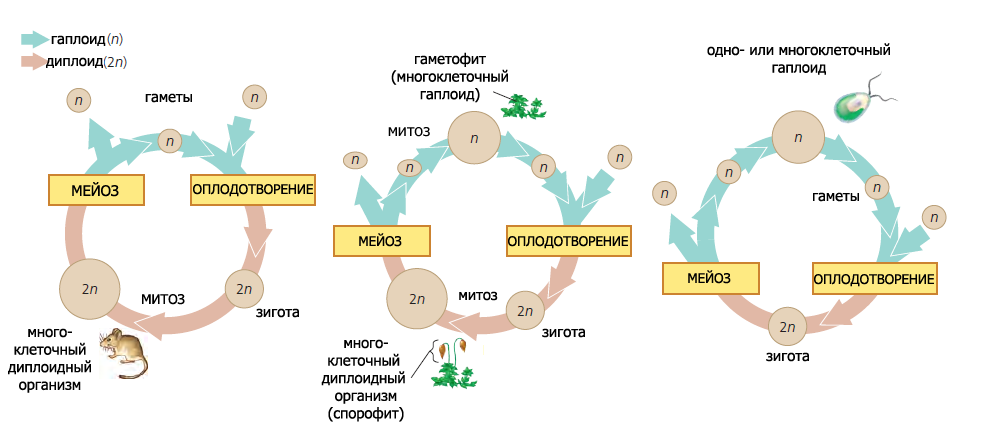 гаплоид (n)
диплоид (2n)
n
гаметы
n
n
МЕЙОЗ
ОПЛОДОТВОРЕНИЕ
2n
МИТОЗ
2n
зигота
много-
клеточный
диплоидный
организм
гаметофит
(многоклеточный
гаплоид)
митоз
n
n
n
n
n
МЕЙОЗ
ОПЛОДОТВОРЕНИЕ
2n
митоз
2n
зигота
много-
клеточный
диплоидный
организм
(спорофит)
одно- или многоклеточный
гаплоид
n
n
n
n
гаметы
n
МЕЙОЗ
ОПЛОДОТВОРЕНИЕ
2n
зигота